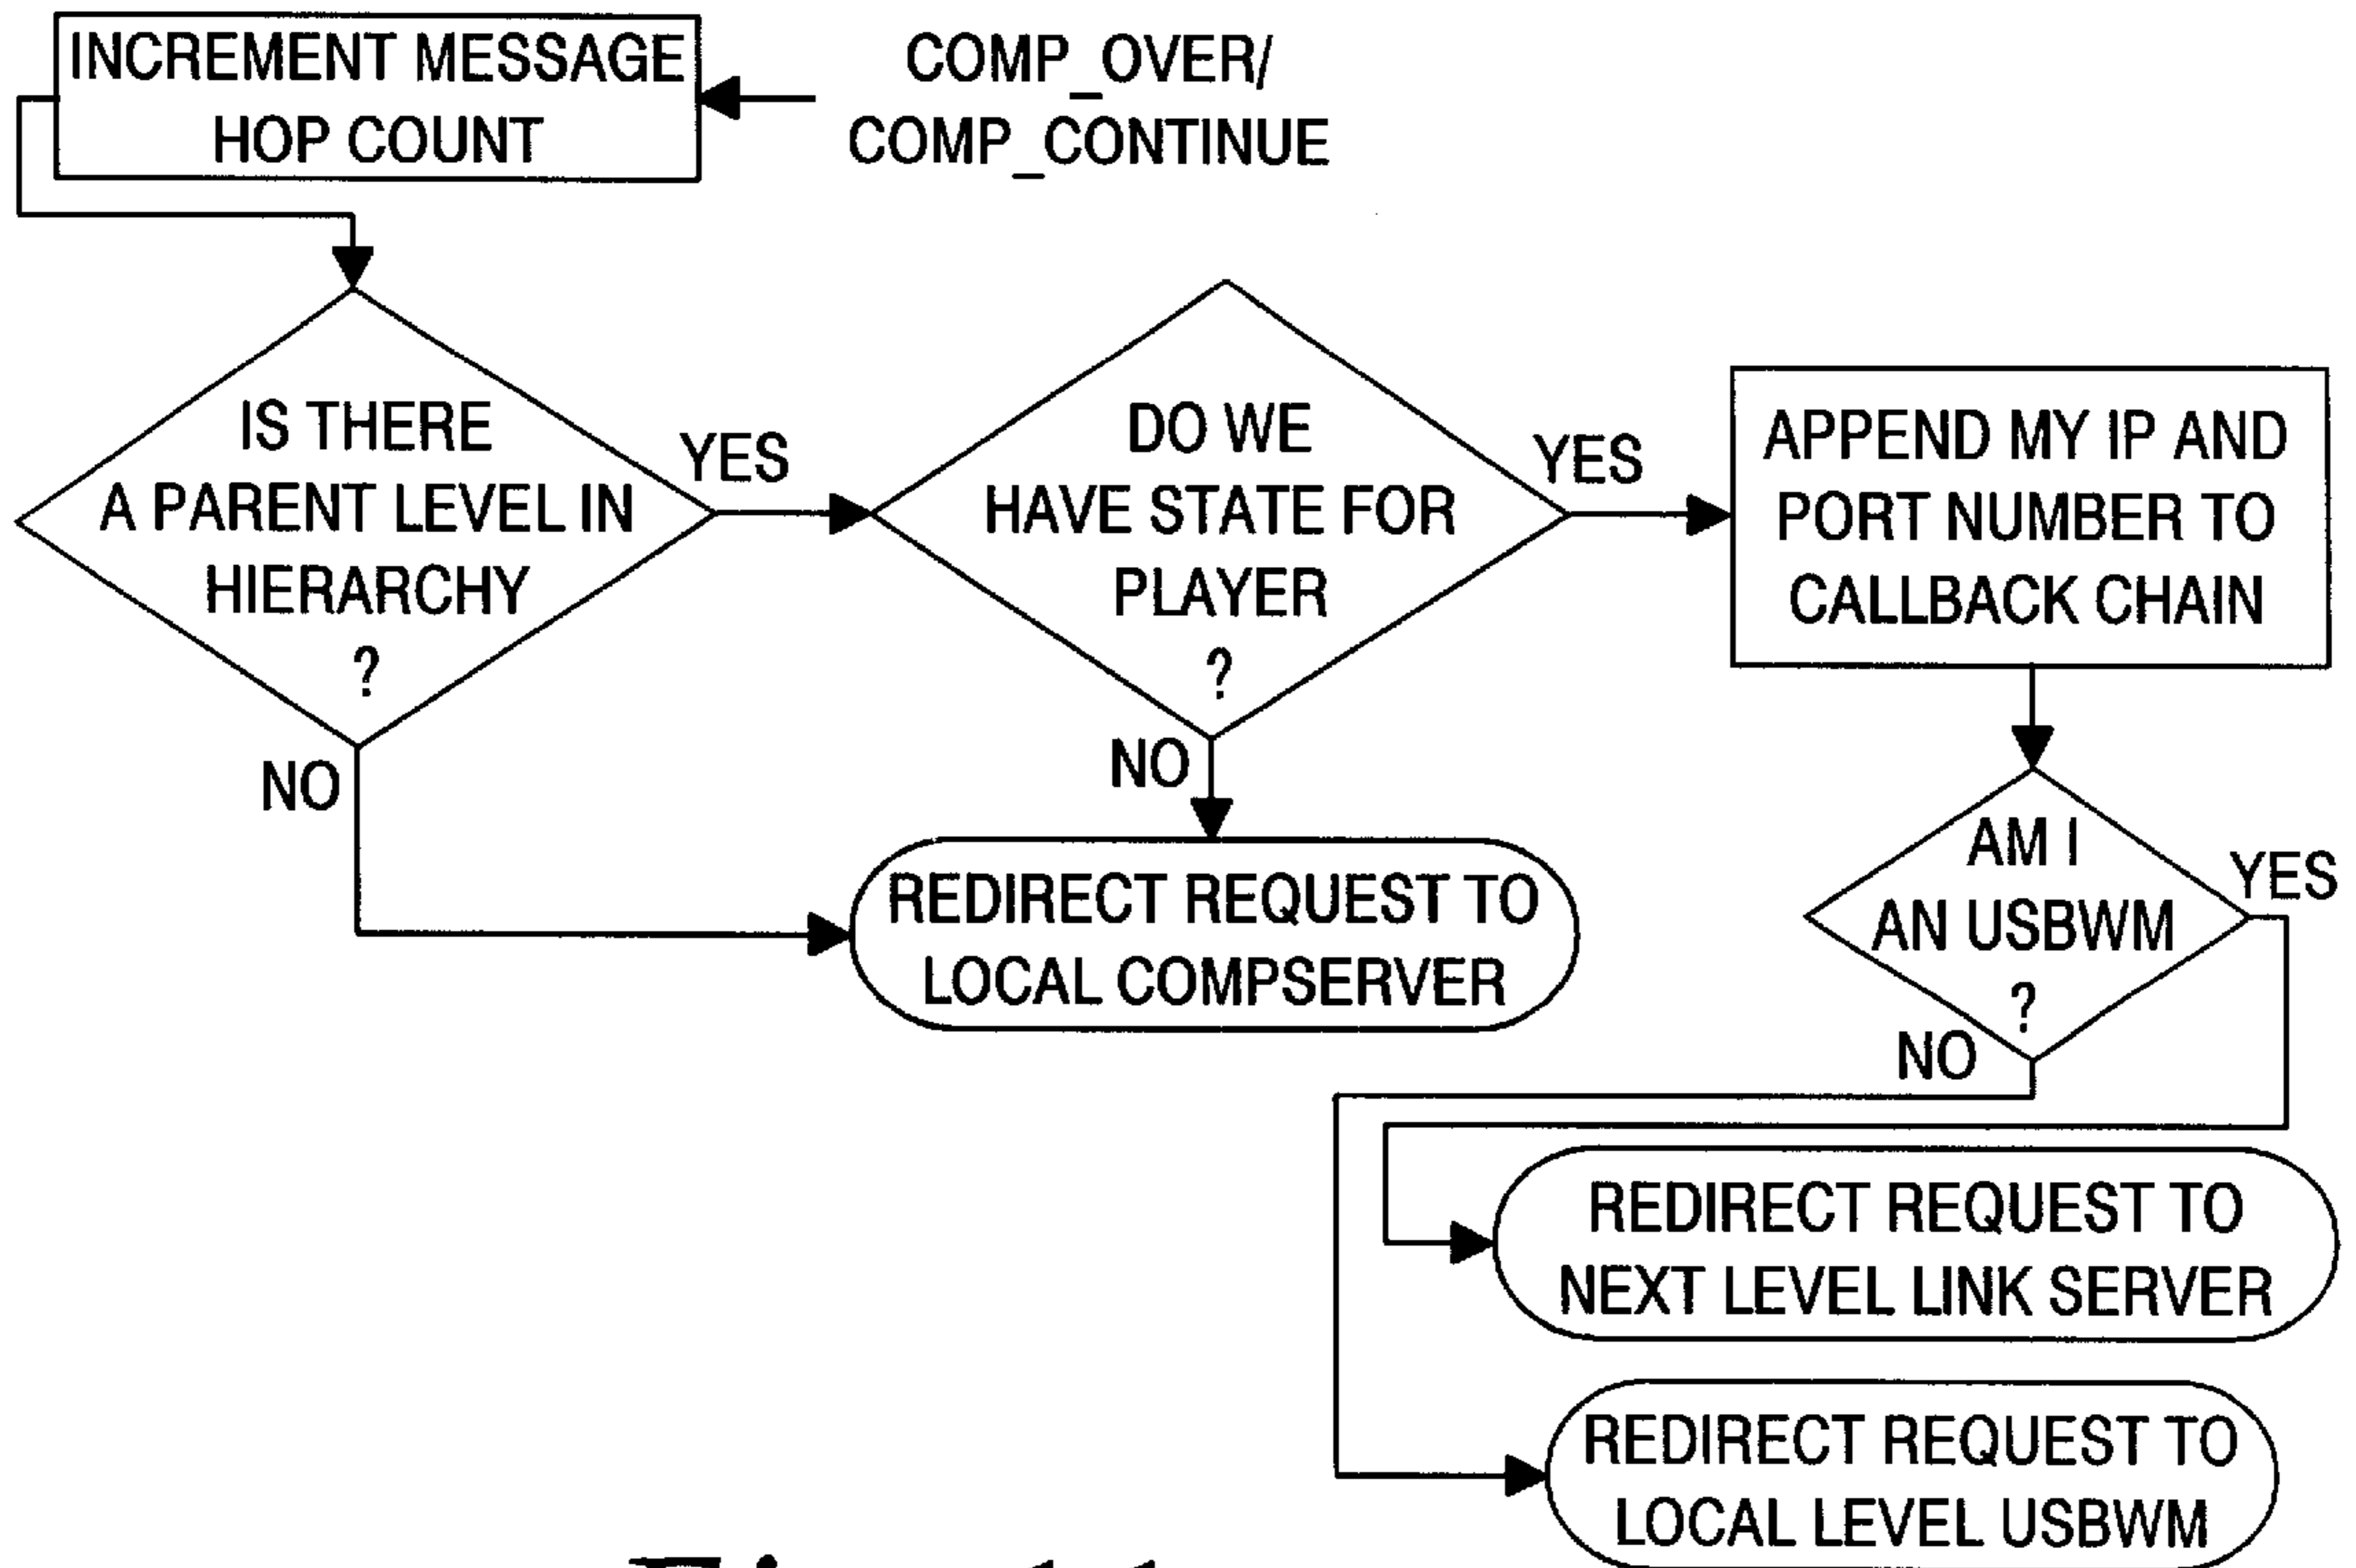 INCREMENT MESSAGE
HOP COUNT
COMP_OVER/
COMP_CONTINUE
IS THERE
A PARENT LEVEL IN
HIERARCHY
?
YES
NO
DO WE
HAVE STATE FOR
PLAYER
?
YES
NO
APPEND MY IP AND
PORT NUMBER TO
CALLBACK CHAIN
REDIRECT REQUEST TO
LOCAL COMPSERVER
AM I
AN USBWM
?
YES
NO
REDIRECT REQUEST TO
NEXT LEVEL LINK SERVER
REDIRECT REQUEST TO
LOCAL LEVEL USBWM